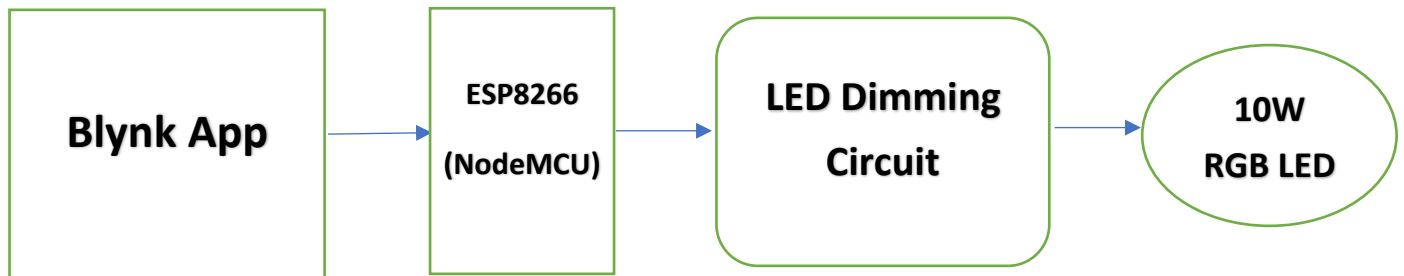 Blynk App
ESP8266
(NodeMCU)
LED Dimming
Circuit
10W
RGB LED